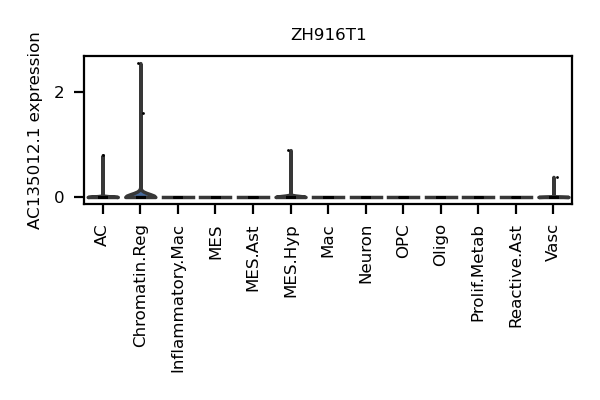 ZH916T1
AC135012.1 expression
2
0
AC
Chromatin.Reg
Inflammatory.Mac
MES
MES.Ast
MES.Hyp
Mac
Neuron
OPC
Oligo
Prolif.Metab
Reactive.Ast
Vasc